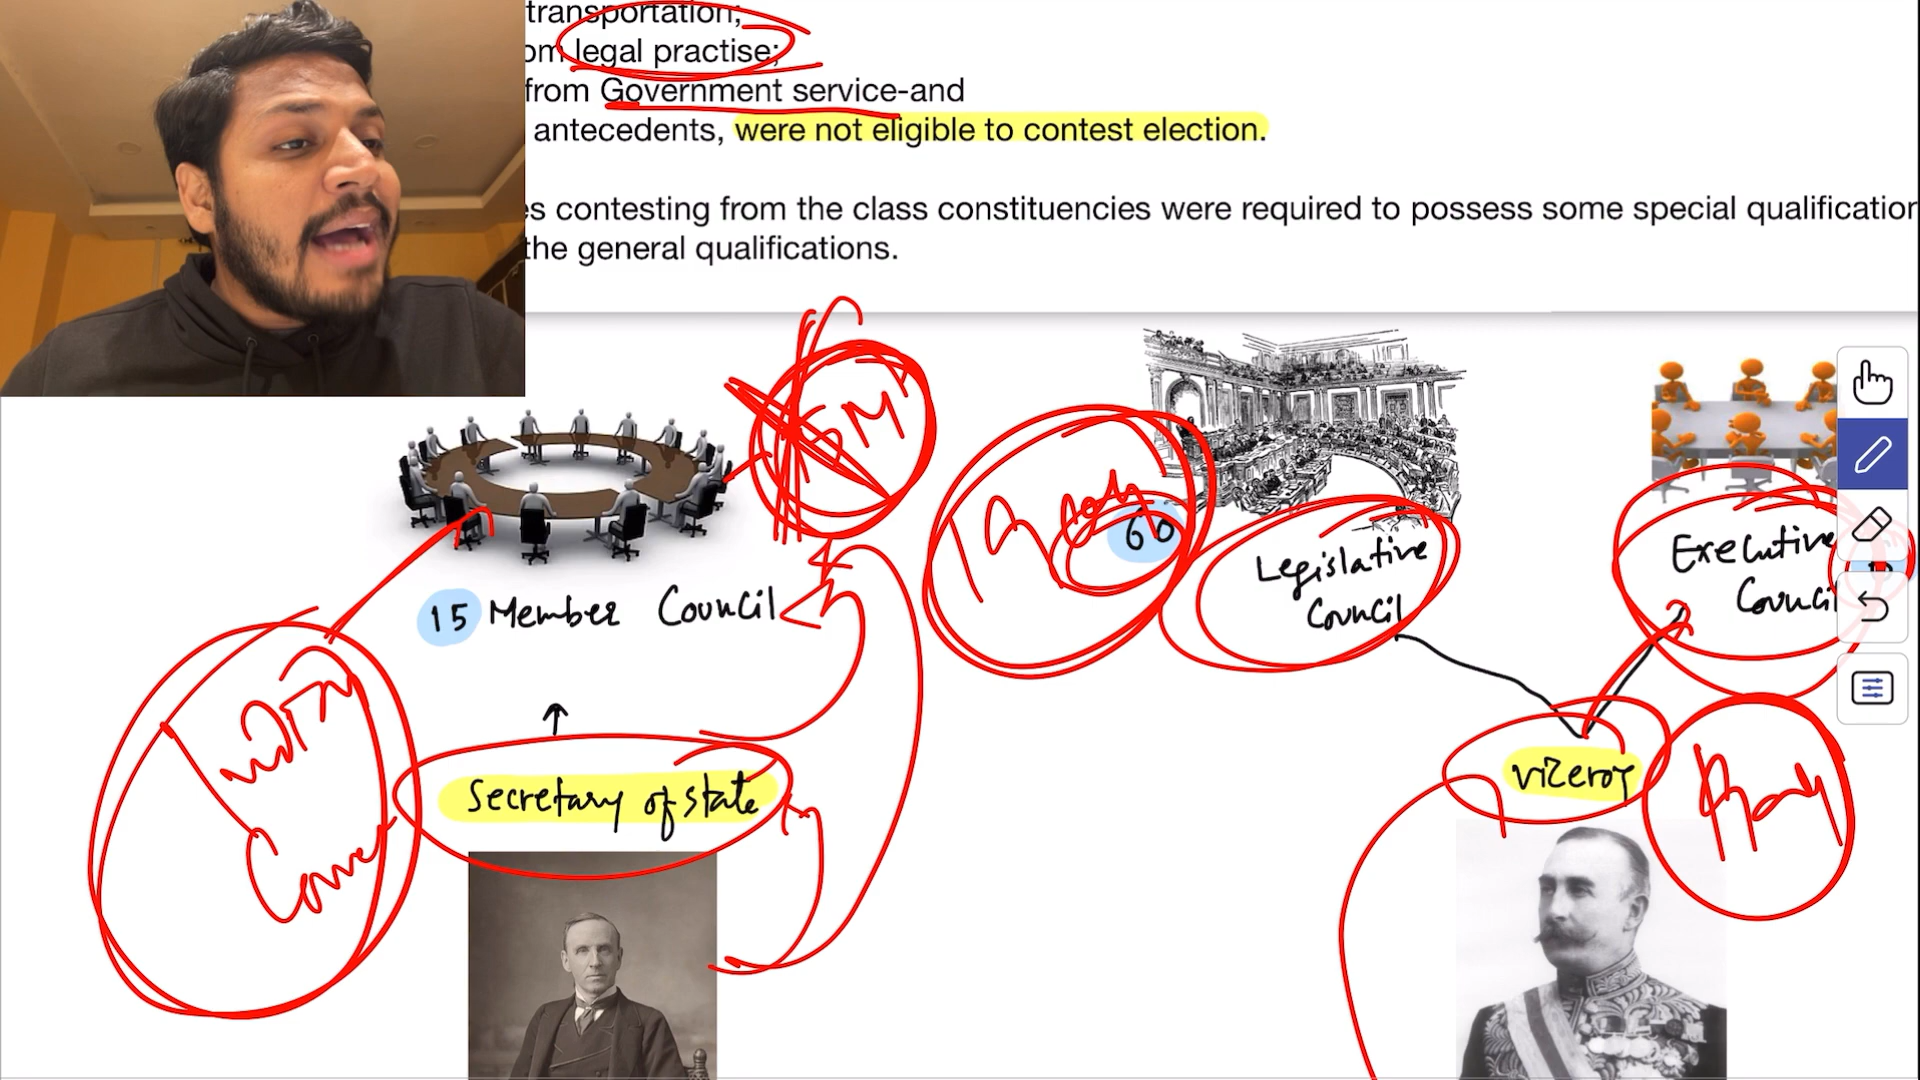 transportation;
om legal practise;
from Government service-and
antecedents, were not eligible to contest election.
es contesting from the class constituencies were required to possess some special qualification
the general qualifications.
60
Legislative
Council
Executive
Council
15 Member Council
Secretary of state
viceroy